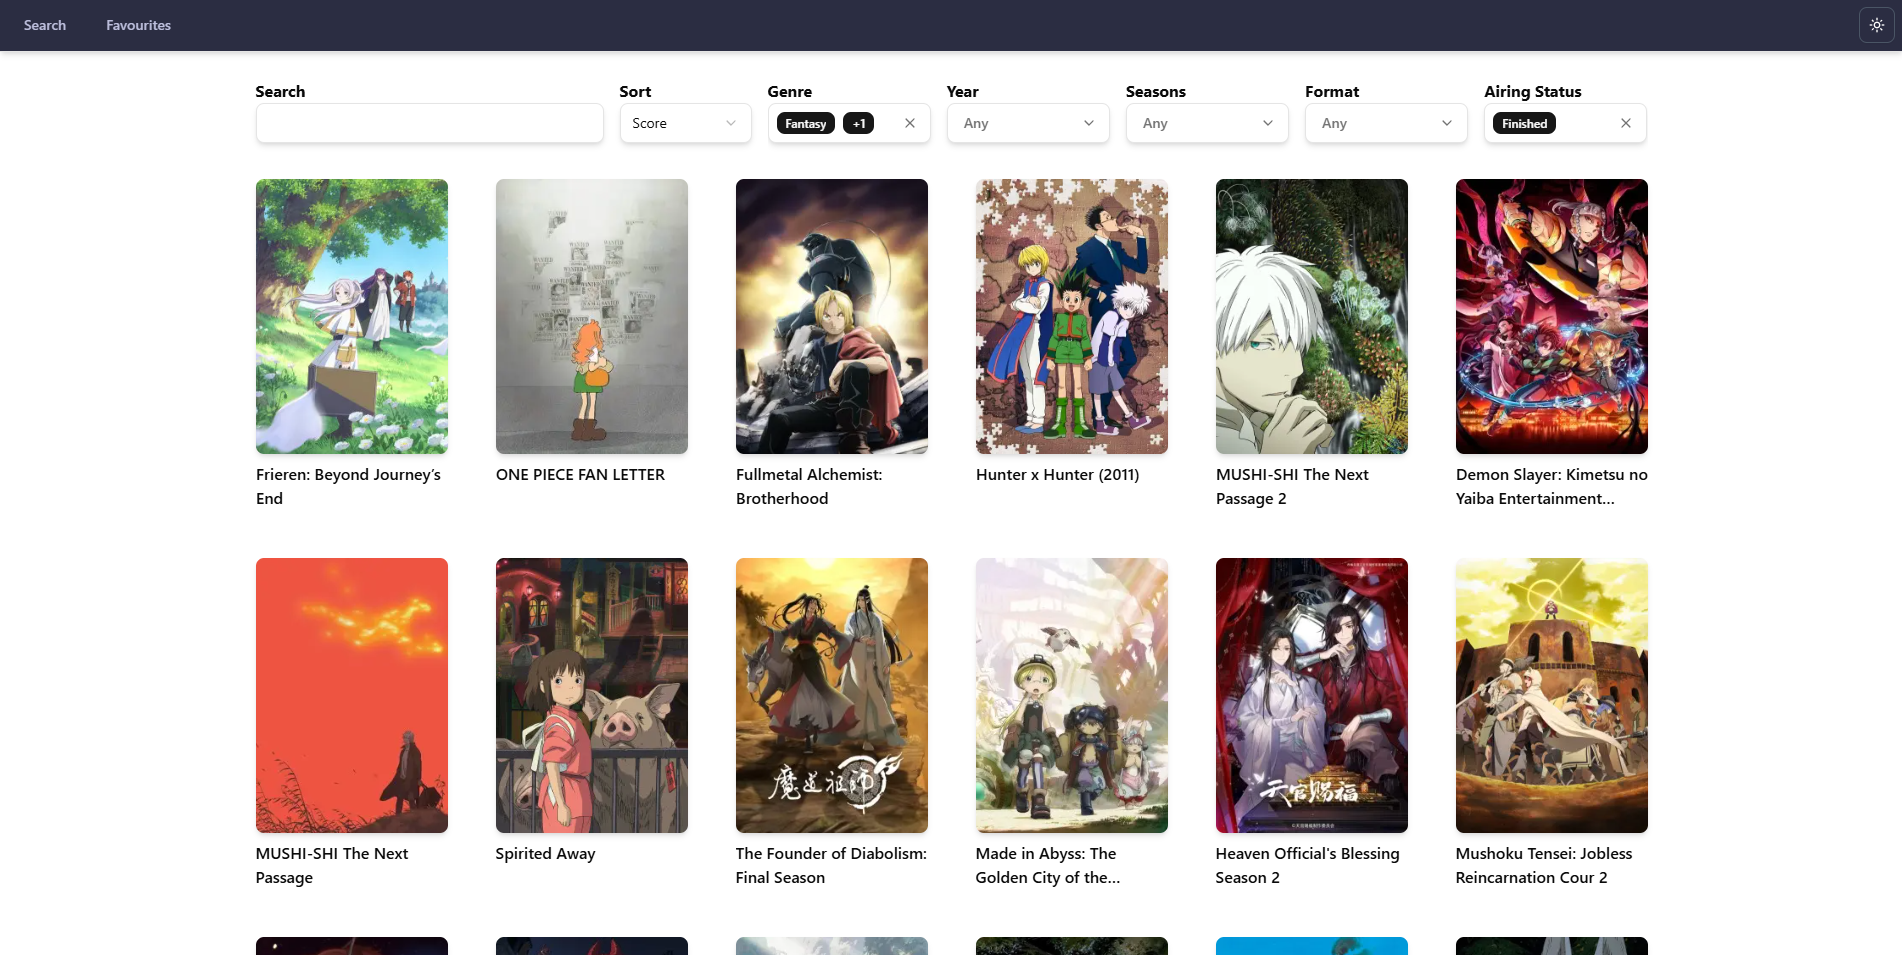 Search
Favourites
Search
Sort
Genre
Year
Seasons
Format
Airing Status
Score
Fantasy
+1
Any
Any
Any
Finished
WANTED
WANTED
Frieren: Beyond Journey's
End
ONE PIECE FAN LETTER
Fullmetal Alchemist:
Brotherhood
Hunter x Hunter (2011)
MUSHI-SHI The Next
Passage 2
Demon Slayer: Kimetsu no
Yaiba Entertainment...
魔道祖师
天官赐福
MUSHI-SHI The Next
Passage
Spirited Away
The Founder of Diabolism:
Final Season
Made in Abyss: The
Golden City of the...
Heaven Official's Blessing
Season 2
Mushoku Tensei: Jobless
Reincarnation Cour 2